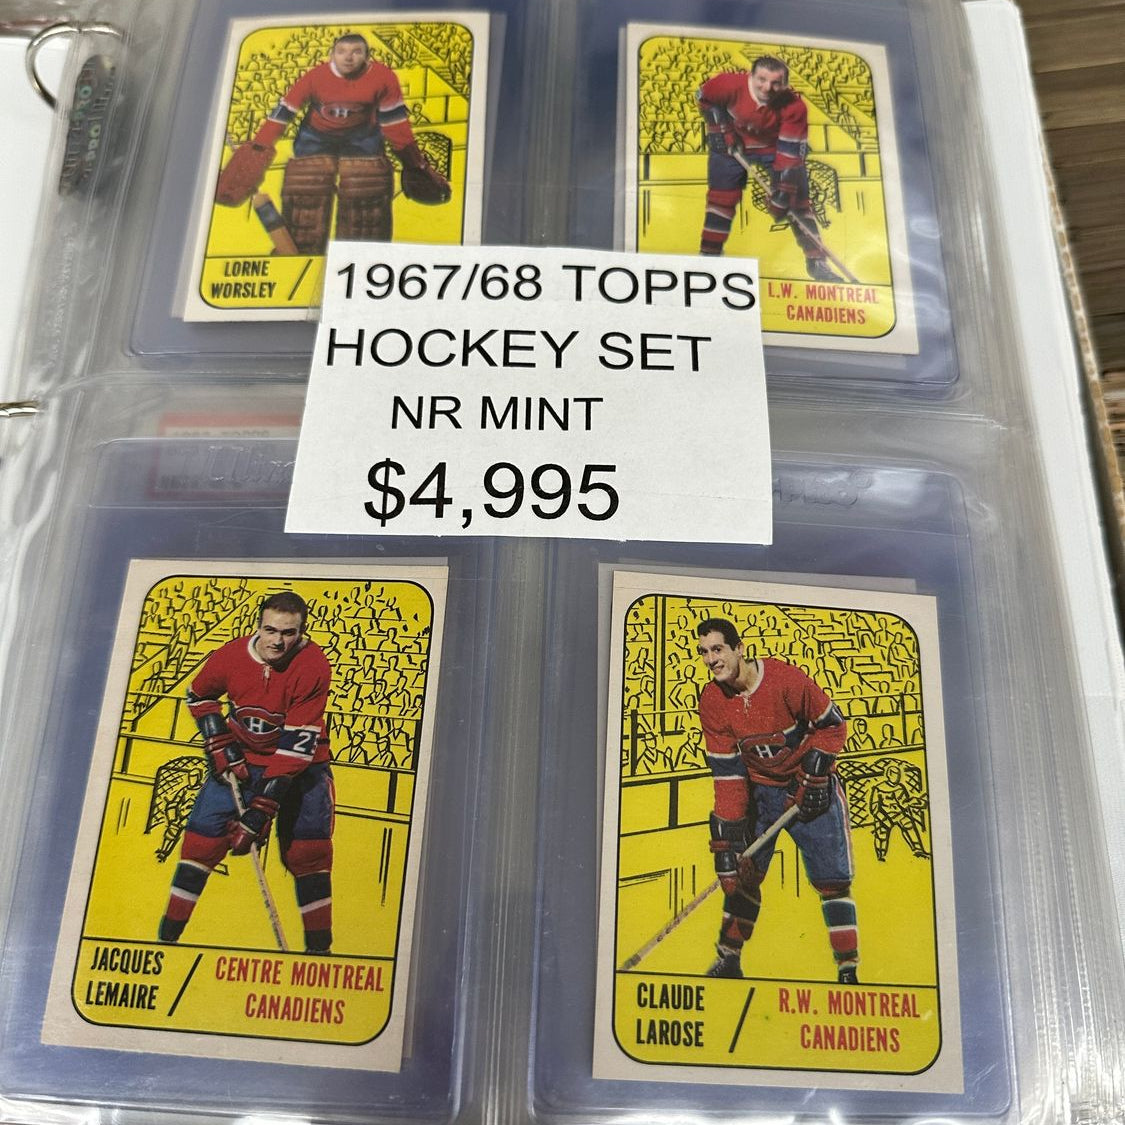 LORNE
WORSLEY /
L.W. MONTREAL
CANADIENS
1967/68 TOPPS
HOCKEY SET
NR MINT
$4,995
H
H
2
H
JACQUES
LEMAIRE /
CENTRE MONTREAL
CANADIENS
CLAUDE
LAROSE /
R.W. MONTREAL
CANADIENS